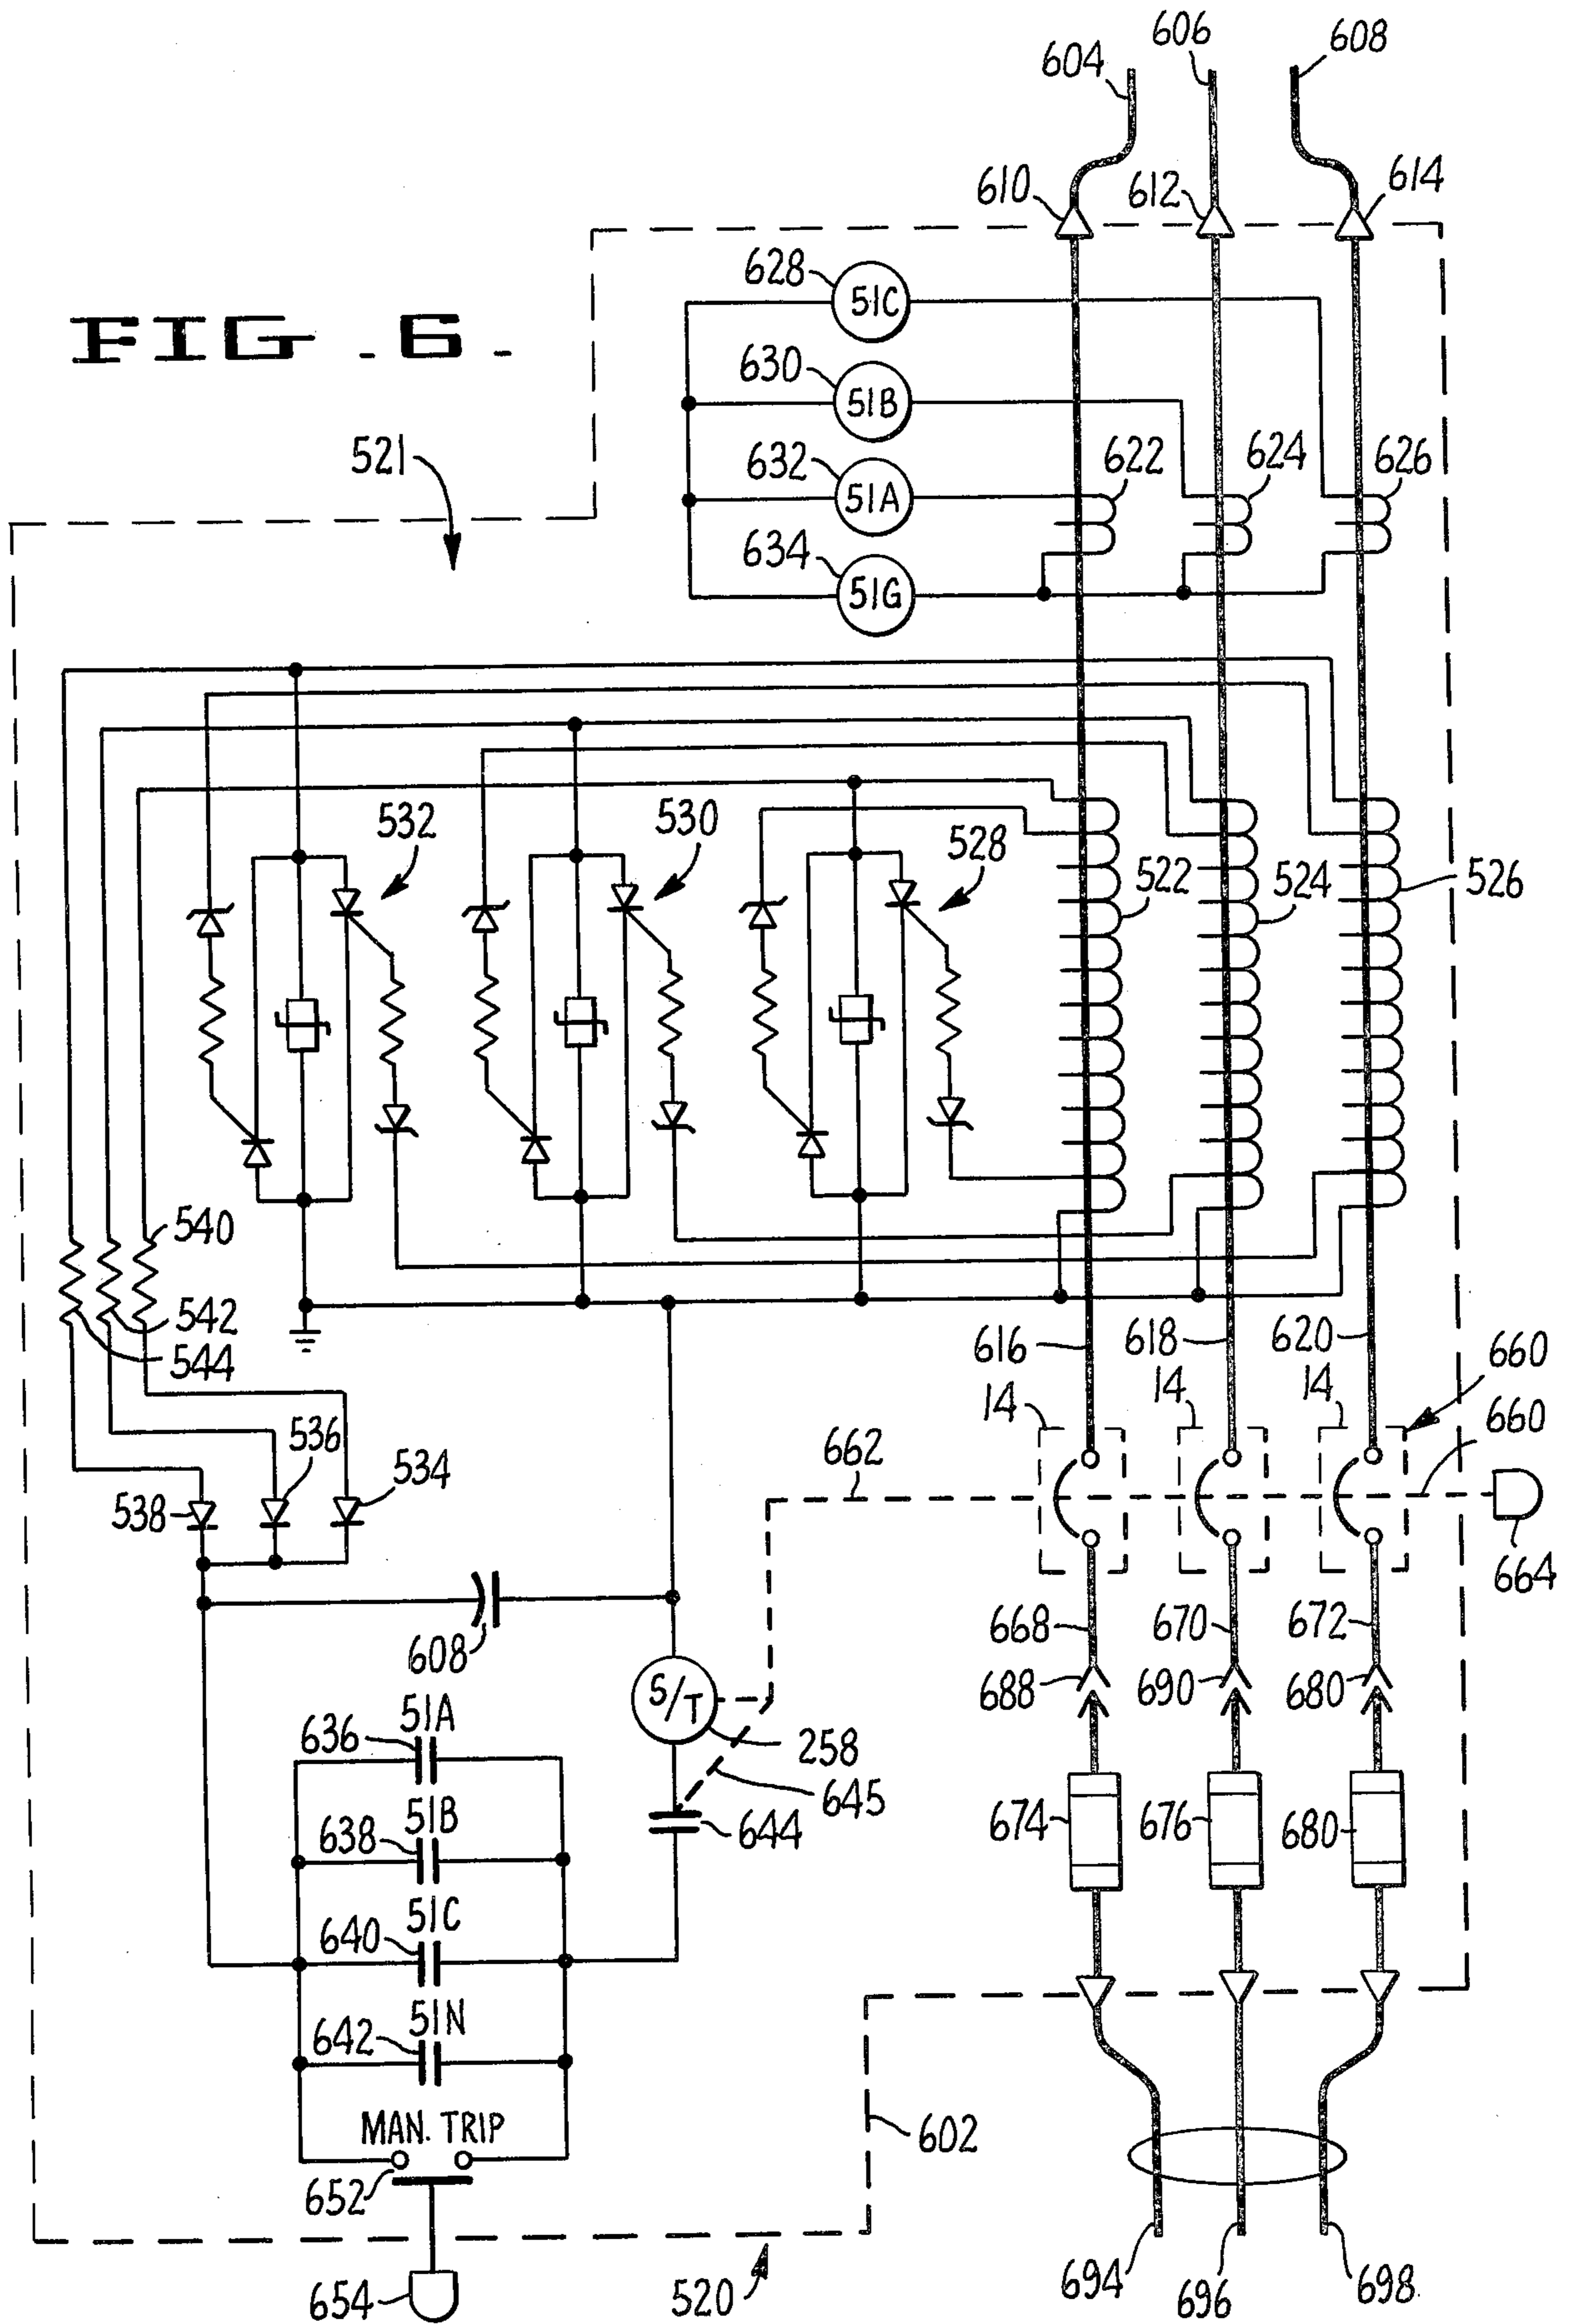 606
604 608
610 612 614
628 51C
FIG. 6.
630 51B
521 632 51A 622 624 626
634 51G
532 530 528
522 524 526
540
542
544
616 618 620 660
14 14 14
660
536 662
534
538
664
608 668 670 672
688 690 680
S/T
51A
636
258
645
51B
638 644 674 676 680
51C
640
51N
642
MAN. TRIP 602
652
654 520 694 696 698